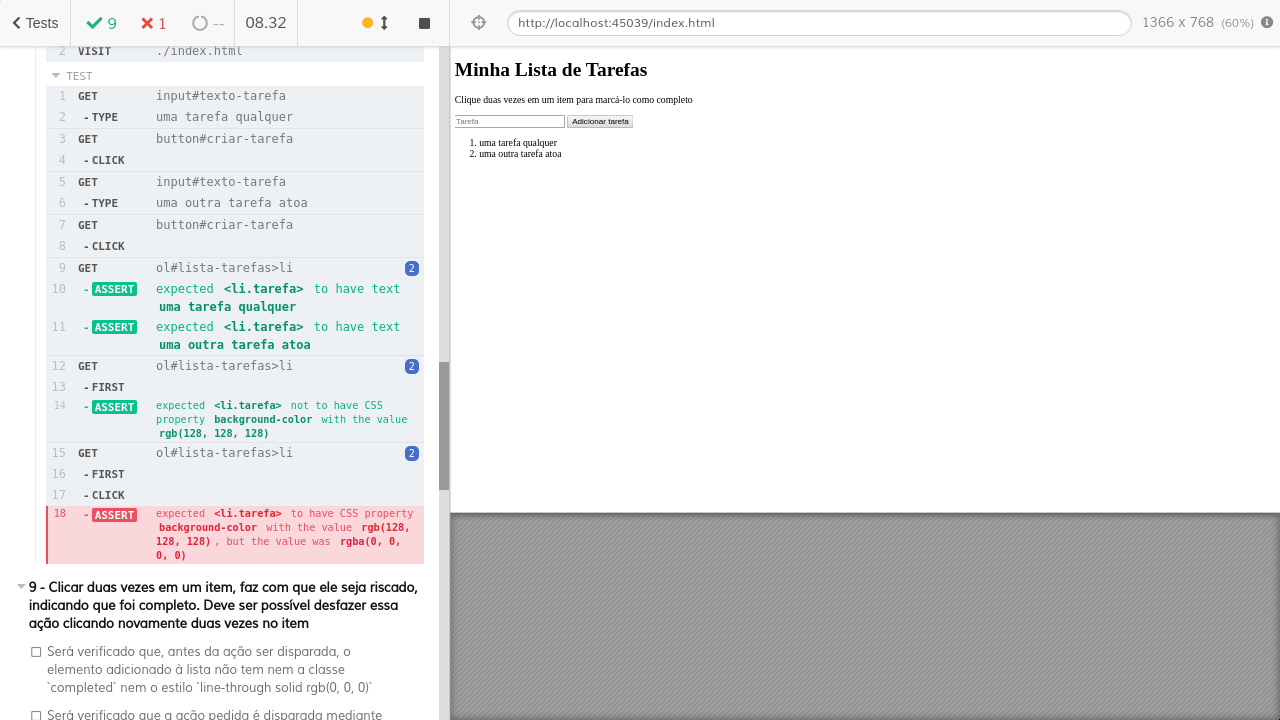 Tests
9
1
--
08.32
http://localhost:45039/index.html
1366 x 768 (60%)
2 VISIT ./index.html
TEST
1 GET input#texto-tarefa
2 -TYPE uma tarefa qualquer
3 GET button#criar-tarefa
4 -CLICK
5 GET input#texto-tarefa
6 -TYPE uma outra tarefa atoa
7 GET button#criar-tarefa
8 -CLICK
9 GET ol#lista-tarefas>li 2
10 -ASSERT expected <li.tarefa> to have text
uma tarefa qualquer
11 -ASSERT expected <li.tarefa> to have text
uma outra tarefa atoa
12 GET ol#lista-tarefas>li 2
13 -FIRST
14 -ASSERT expected <li.tarefa> not to have CSS
property background-color with the value
rgb(128, 128, 128)
15 GET ol#lista-tarefas>li 2
16 -FIRST
17 -CLICK
18 -ASSERT expected <li.tarefa> to have CSS property
background-color with the value rgb(128,
128, 128), but the value was rgba(0, 0,
0, 0)
9 - Clicar duas vezes em um item, faz com que ele seja riscado,
indicando que foi completo. Deve ser possível desfazer essa
ação clicando novamente duas vezes no item
Será verificado que, antes da ação ser disparada, o
elemento adicionado à lista não tem nem a classe
`completed` nem o estilo `line-through solid rgb(0, 0, 0)`
Será verificado que a ação pedida é disparada mediante
Minha Lista de Tarefas
Clique duas vezes em um item para marcá-lo como completo
Tarefa
Adicionar tarefa
1. uma tarefa qualquer
2. uma outra tarefa atoa